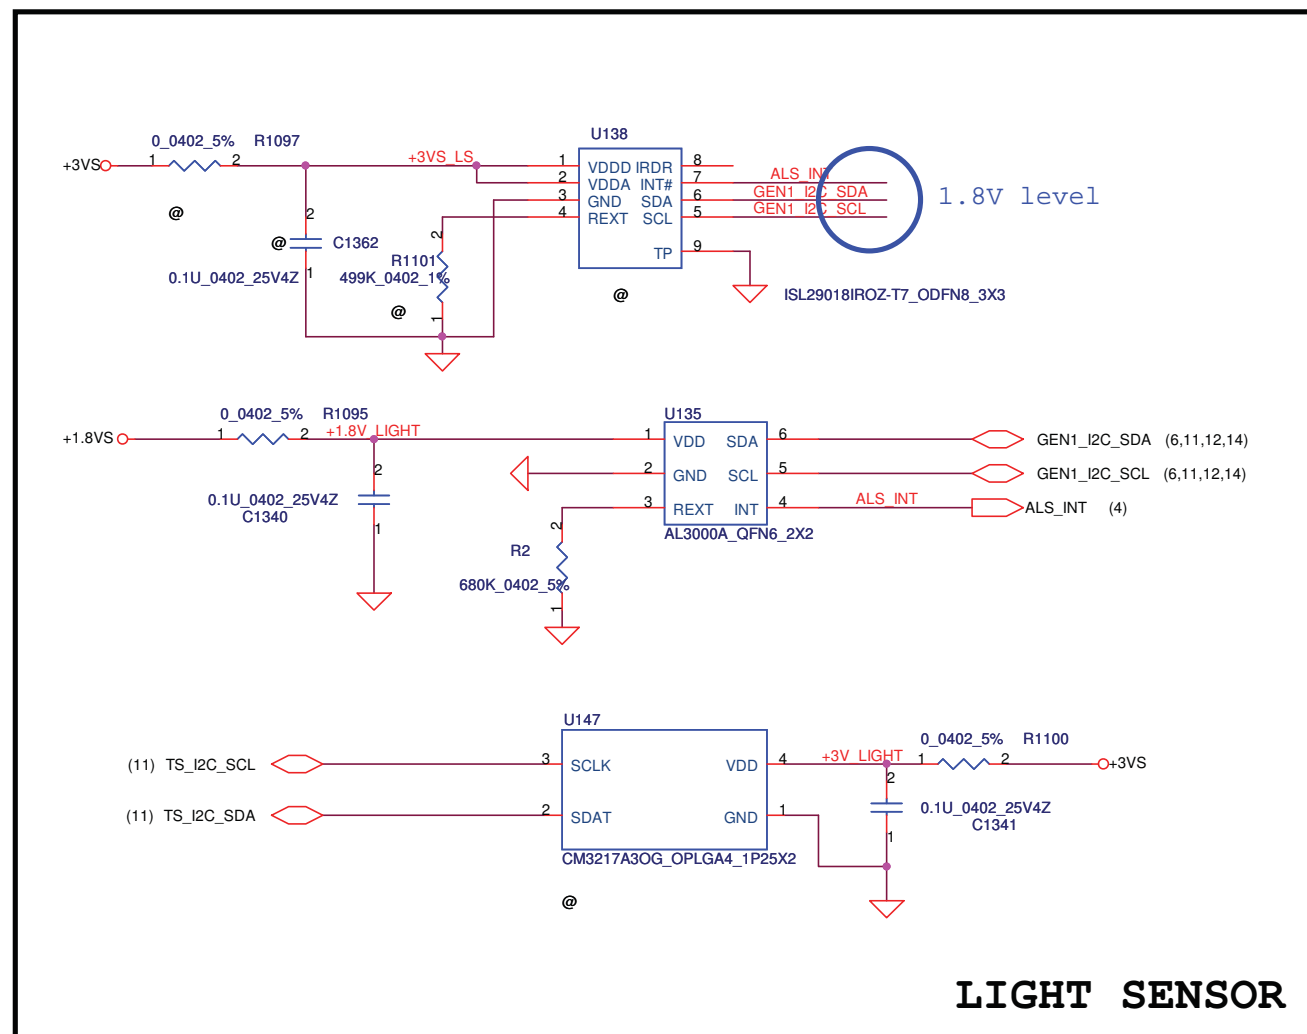 U138
0_0402_5% R1097
+3VS 1 2 +3VS_LS 1 VDDD IRDR 8
2 VDDA INT# 7 ALS_INT
3 GND SDA 6 GEN1_I2C_SDA
4 REXT SCL 5 GEN1_I2C_SCL
1.8V level
@
2
@ C1362
0.1U_0402_25V4Z
1
2
R1101
499K_0402_1%
@
1
TP 9
@
ISL29018IROZ-T7_ODFN8_3X3
0_0402_5% R1095
+1.8VS 1 2 +1.8V_LIGHT
2
0.1U_0402_25V4Z
C1340
1
U135
1 VDD SDA 6 GEN1_I2C_SDA (6,11,12,14)
2 GND SCL 5 GEN1_I2C_SCL (6,11,12,14)
3 REXT INT 4 ALS_INT ALS_INT (4)
AL3000A_QFN6_2X2
2
R2
680K_0402_5%
1
U147
(11) TS_I2C_SCL 3 SCLK VDD 4 +3V_LIGHT 1 2 +3VS
0_0402_5% R1100
(11) TS_I2C_SDA 2 SDAT GND 1
2
0.1U_0402_25V4Z
C1341
1
CM3217A3OG_OPLGA4_1P25X2
@
LIGHT SENSOR